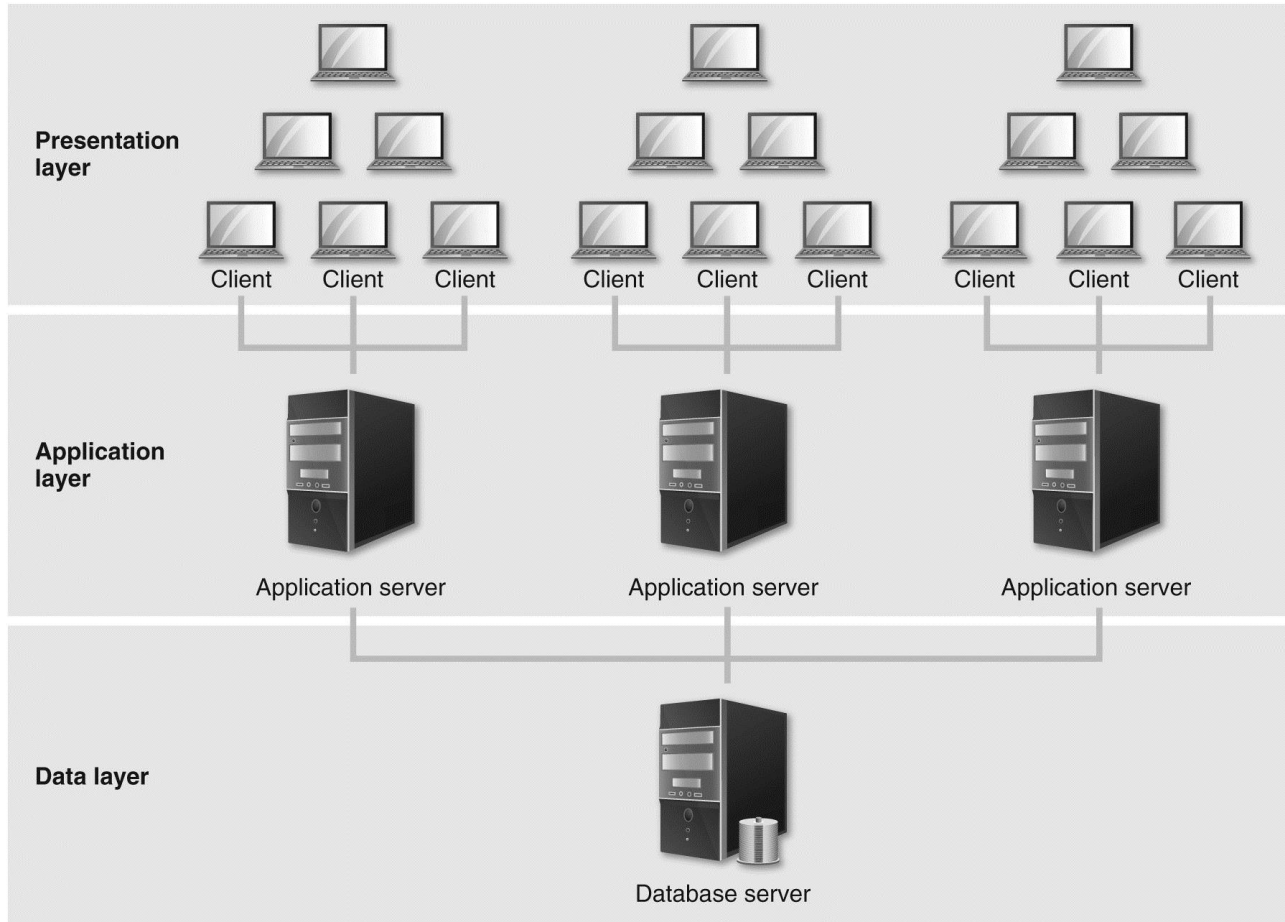 Presentation
layer
Client Client Client Client Client Client Client Client Client
Application
layer
Application server Application server Application server
Data layer
Database server